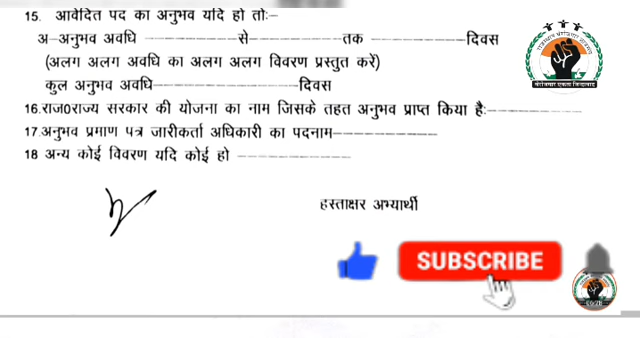 15. आवेदित पद का अनुभव यदि हो तोः-
अ-अनुभव अवधि ----------से----------तक ----------दिवस
(अलग अलग अवधि का अलग अलग विवरण प्रस्तुत करें)
कुल अनुभव अवधि----------दिवस
16.राज0राज्य सरकार की योजना का नाम जिसके तहत अनुभव प्राप्त किया हैः----------
17.अनुभव प्रमाण पत्र जारीकर्ता अधिकारी का पदनाम----------
18 अन्य कोई विवरण यदि कोई हो ----------
हस्ताक्षर अभ्यार्थी
SUBSCRIBE